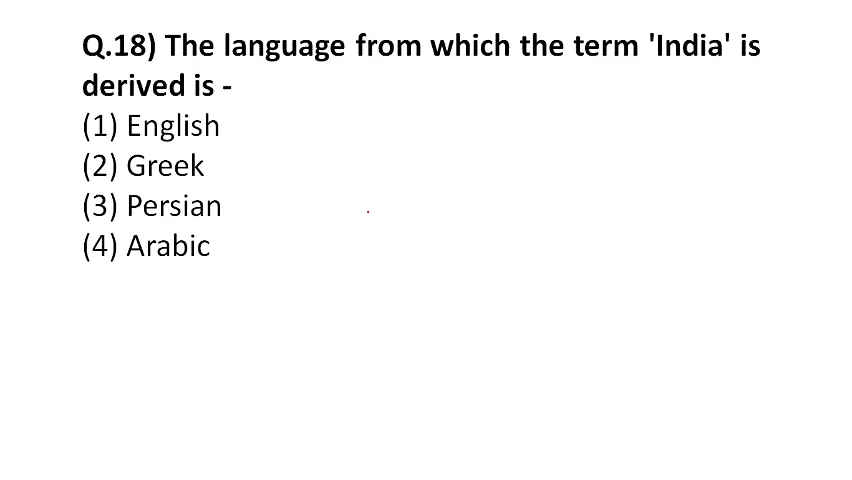 Q.18) The language from which the term 'India' is
derived is -
(1) English
(2) Greek
(3) Persian
(4) Arabic